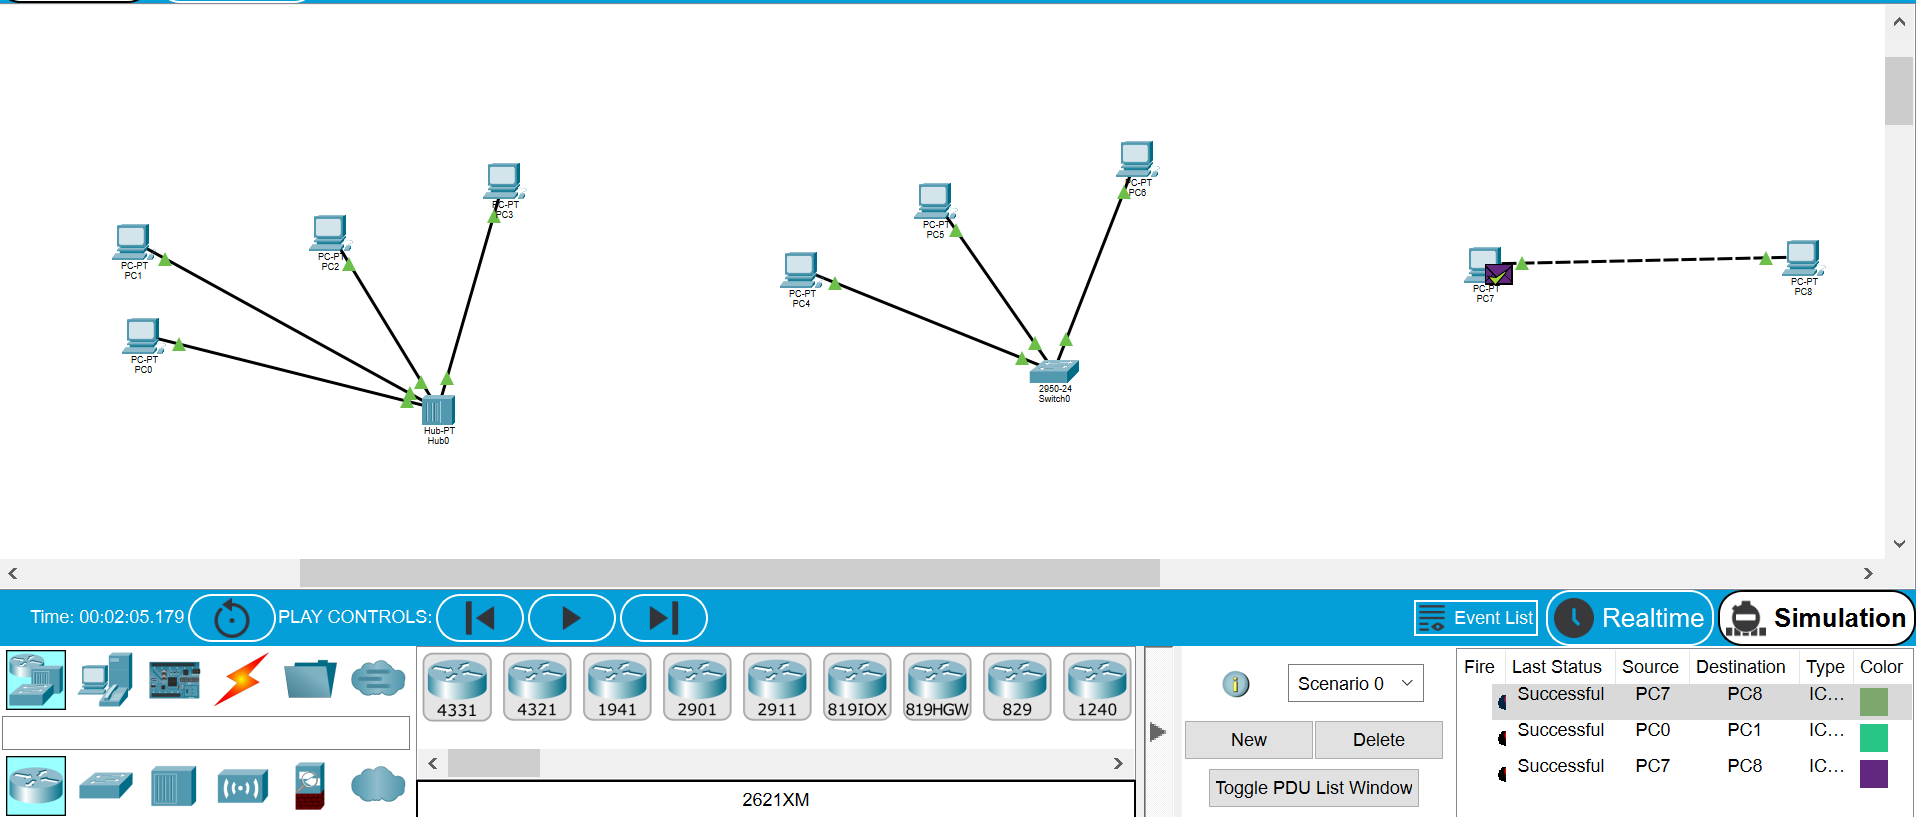 PC-PT
PC1
PC-PT
PC2
PC-PT
PC3
PC-PT
PC0
Hub-PT
Hub0
PC-PT
PC4
PC-PT
PC5
PC-PT
PC6
2950-24
Switch0
PC-PT
PC7
PC-PT
PC8
Time: 00:02:05.179
PLAY CONTROLS:
Event List
Realtime
Simulation
4331
4321
1941
2901
2911
819IOX
819HGW
829
1240
2621XM
Scenario 0
New
Delete
Toggle PDU List Window
Fire Last Status Source Destination Type Color
Successful PC7 PC8 IC...
Successful PC0 PC1 IC...
Successful PC7 PC8 IC...